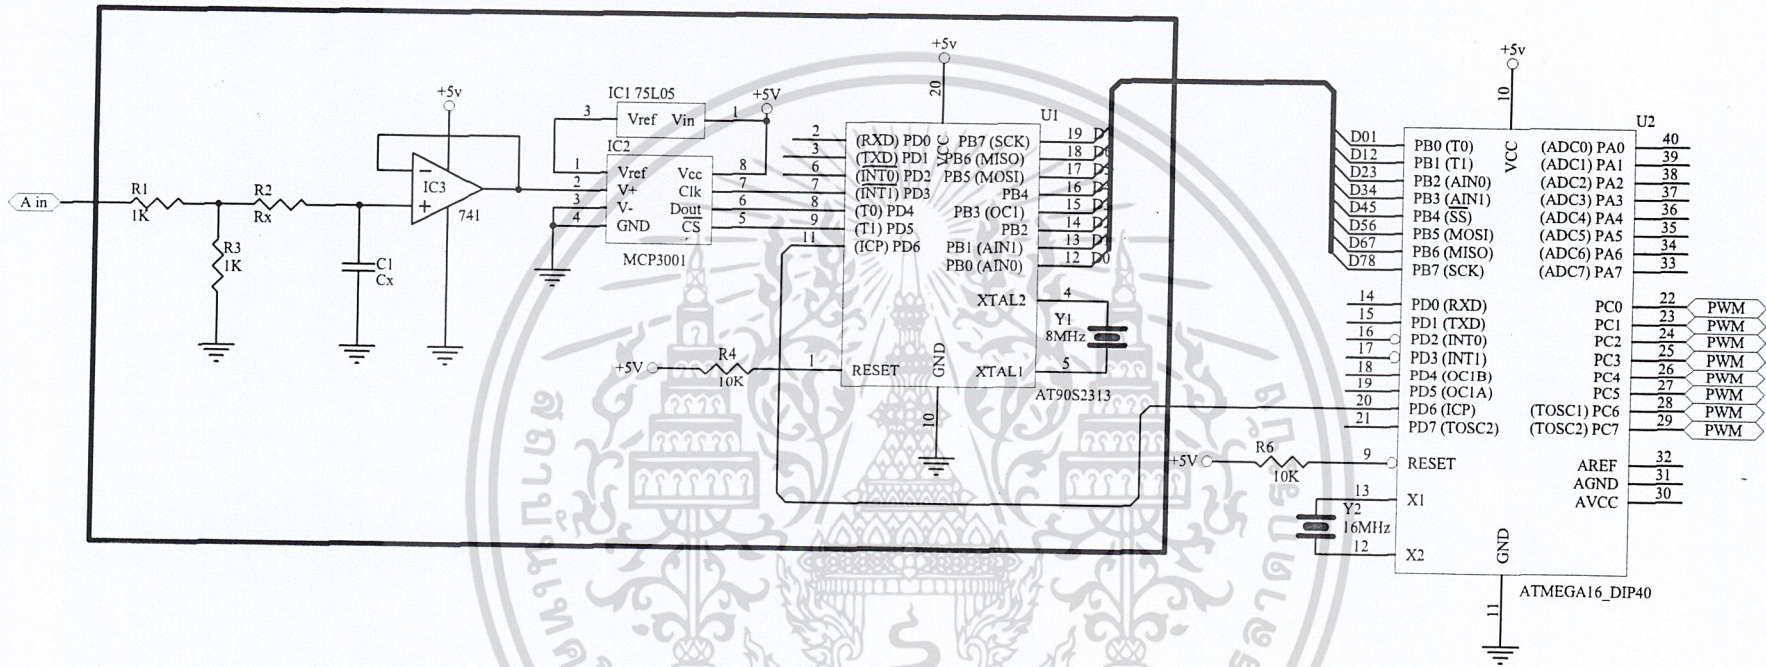 A in
R1
1K
R2
Rx
R3
1K
C1
Cx
+5v
IC3
741
IC1 75L05
3 Vref Vin 1
+5V
IC2
1 Vref Vcc 8
2 V+ Clk 7
3 V- Dout 6
4 GND CS 5
MCP3001
+5v
20
U1
VCC
2 (RXD) PD0
3 (TXD) PD1
6 (INT0) PD2
7 (INT1) PD3
8 (T0) PD4
9 (T1) PD5
11 (ICP) PD6
PB7 (SCK) 19
PB6 (MISO) 18
PB5 (MOSI) 17
PB4 16
PB3 (OC1) 15
PB2 14
PB1 (AIN1) 13
PB0 (AIN0) 12 D0
XTAL2 4
Y1
8MHz
XTAL1 5
+5V
R4
10K
1 RESET
GND
10
AT90S2313
+5v
10
U2
VCC
D01 PB0 (T0)
D12 PB1 (T1)
D23 PB2 (AIN0)
D34 PB3 (AIN1)
D45 PB4 (SS)
D56 PB5 (MOSI)
D67 PB6 (MISO)
D78 PB7 (SCK)
(ADC0) PA0 40
(ADC1) PA1 39
(ADC2) PA2 38
(ADC3) PA3 37
(ADC4) PA4 36
(ADC5) PA5 35
(ADC6) PA6 34
(ADC7) PA7 33
14 PD0 (RXD)
15 PD1 (TXD)
16 PD2 (INT0)
17 PD3 (INT1)
18 PD4 (OC1B)
19 PD5 (OC1A)
20 PD6 (ICP)
21 PD7 (TOSC2)
PC0 22 PWM
PC1 23 PWM
PC2 24 PWM
PC3 25 PWM
PC4 26 PWM
PC5 27 PWM
(TOSC1) PC6 28 PWM
(TOSC2) PC7 29 PWM
+5V
R6
10K
9 RESET
AREF 32
AGND 31
AVCC 30
13 X1
Y2
16MHz
12 X2
GND
11
ATMEGA16_DIP40